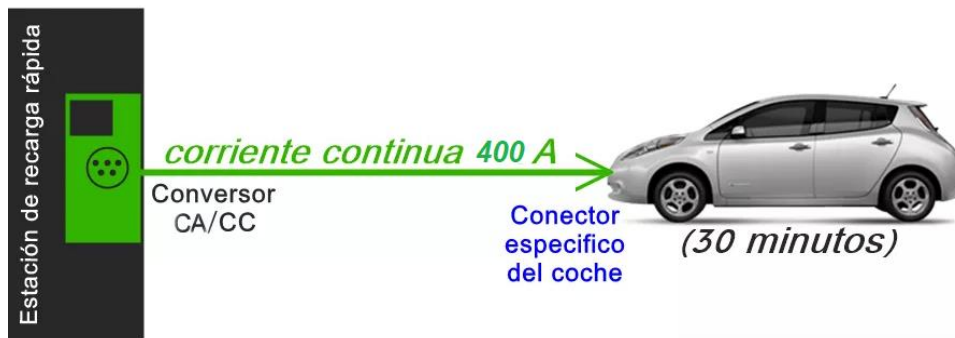 Estación de recarga rápida
corriente continua 400 A
Conversor
CA/CC
Conector
especifico
del coche
(30 minutos)